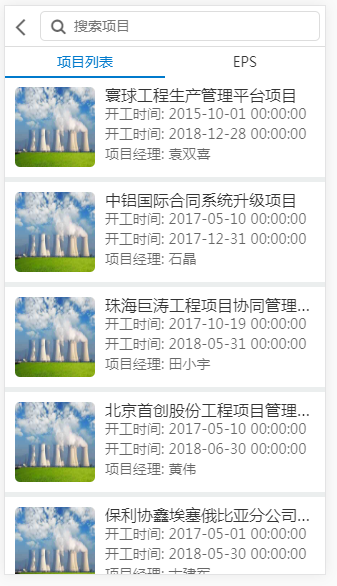 搜索项目
项目列表
EPS
寰球工程生产管理平台项目
开工时间: 2015-10-01 00:00:00
开工时间: 2018-12-28 00:00:00
项目经理: 袁双喜
中铝国际合同系统升级项目
开工时间: 2017-05-10 00:00:00
开工时间: 2017-12-31 00:00:00
项目经理: 石晶
珠海巨涛工程项目协同管理...
开工时间: 2017-10-19 00:00:00
开工时间: 2018-05-31 00:00:00
项目经理: 田小宇
北京首创股份工程项目管理...
开工时间: 2017-05-10 00:00:00
开工时间: 2018-06-30 00:00:00
项目经理: 黄伟
保利协鑫埃塞俄比亚分公司...
开工时间: 2017-05-01 00:00:00
开工时间: 2018-05-30 00:00:00
项目经理: